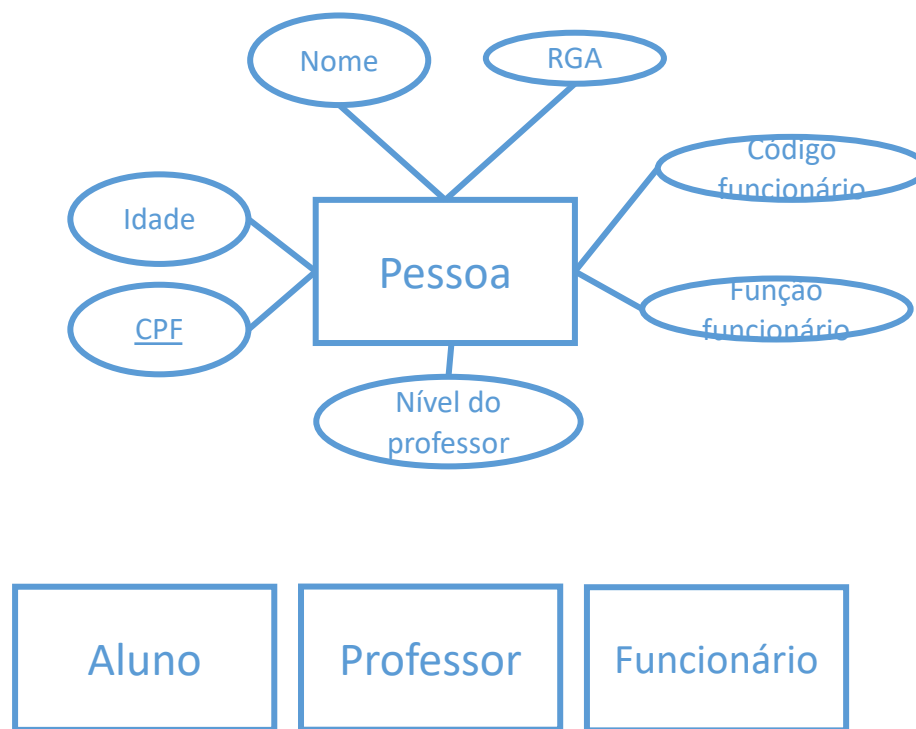 Nome
RGA
Código
funcionário
Idade
Pessoa
Função
funcionário
CPF
Nível do
professor
Aluno
Professor
Funcionário